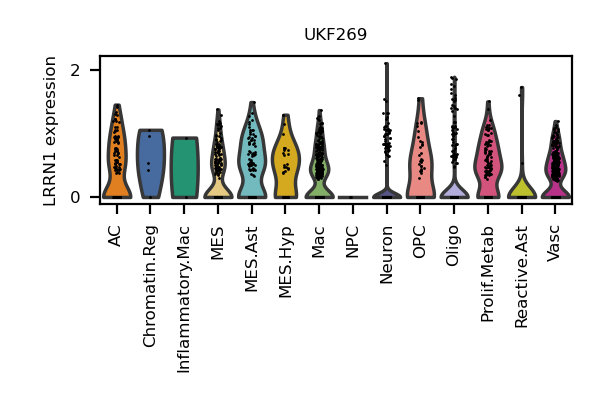 UKF269
LRRN1 expression
2
0
AC
Chromatin.Reg
Inflammatory.Mac
MES
MES.Ast
MES.Hyp
Mac
NPC
Neuron
OPC
Oligo
Prolif.Metab
Reactive.Ast
Vasc